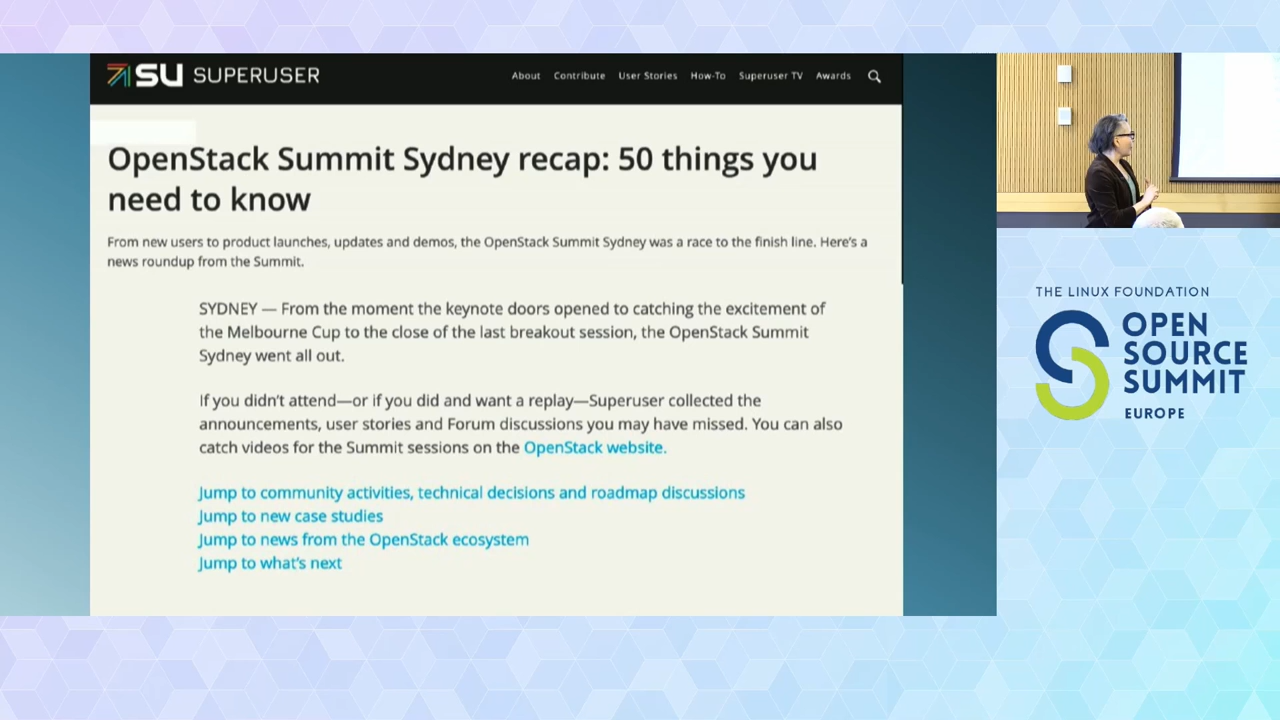 SU SUPERUSER
About Contribute User Stories How-To Superuser TV Awards
OpenStack Summit Sydney recap: 50 things you
need to know
From new users to product launches, updates and demos, the OpenStack Summit Sydney was a race to the finish line. Here's a
news roundup from the Summit.
SYDNEY — From the moment the keynote doors opened to catching the excitement of
the Melbourne Cup to the close of the last breakout session, the OpenStack Summit
Sydney went all out.
If you didn't attend—or if you did and want a replay—Superuser collected the
announcements, user stories and Forum discussions you may have missed. You can also
catch videos for the Summit sessions on the OpenStack website.
Jump to community activities, technical decisions and roadmap discussions
Jump to new case studies
Jump to news from the OpenStack ecosystem
Jump to what's next
THE LINUX FOUNDATION
OPEN
SOURCE
SUMMIT
EUROPE